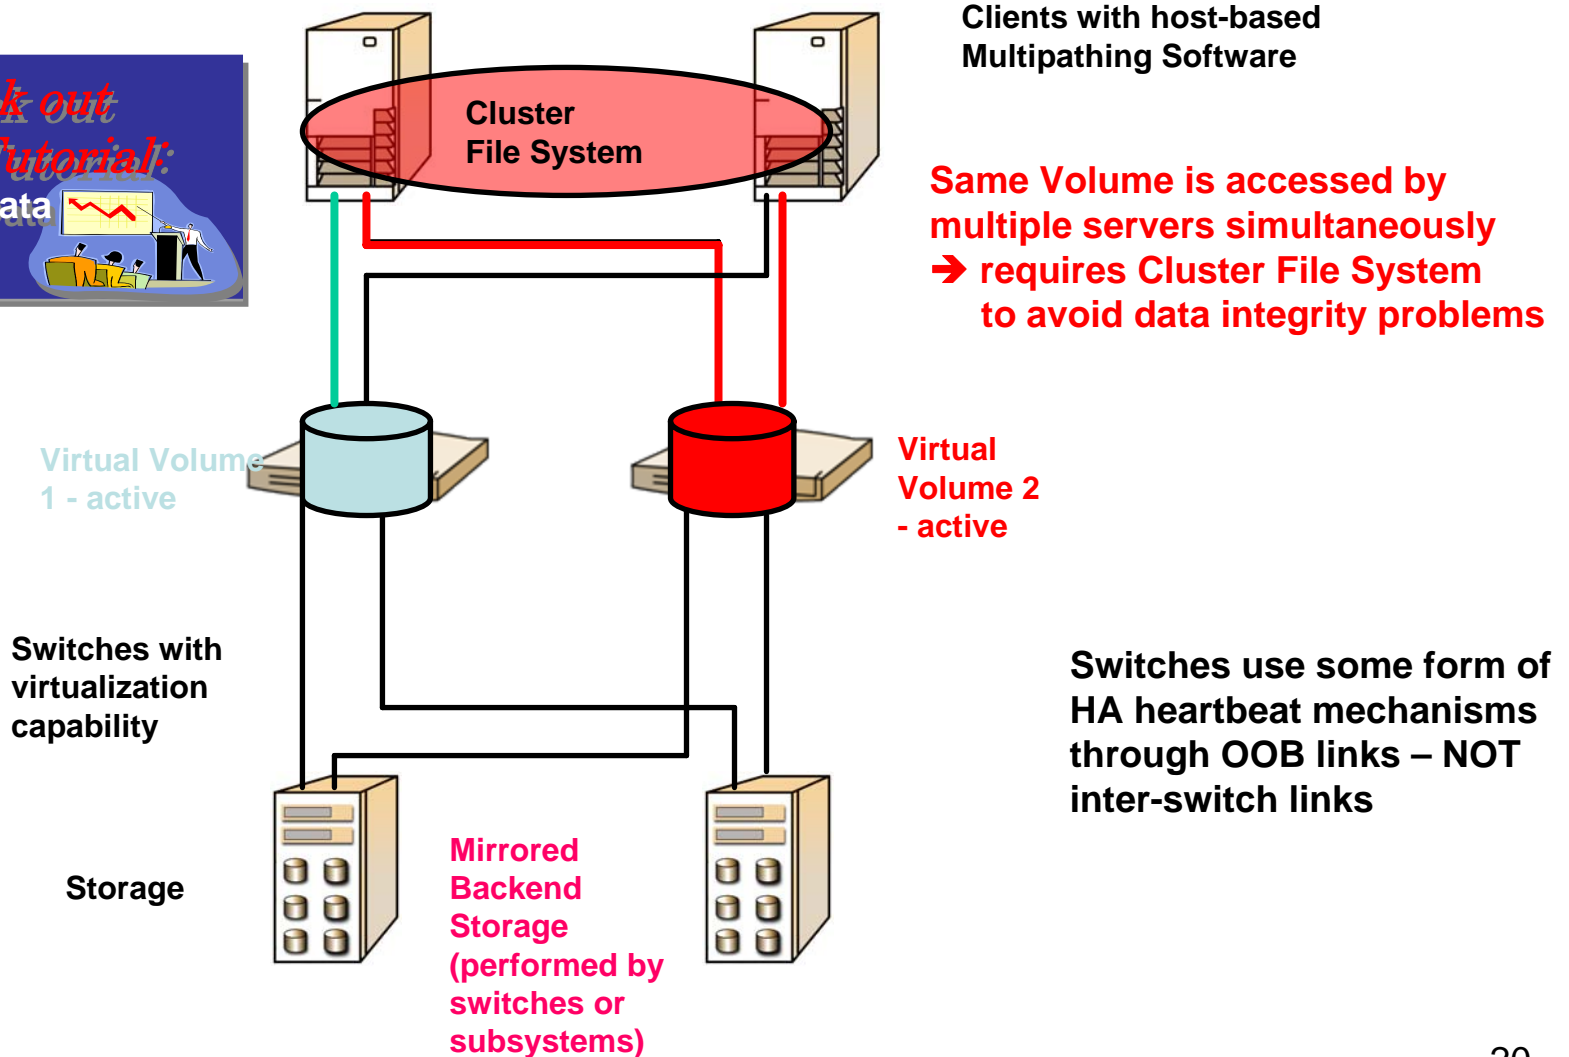 Clients with host-based
Multipathing Software
k out
Tutorial:
ata
Cluster
File System
Same Volume is accessed by
multiple servers simultaneously
➔ requires Cluster File System
to avoid data integrity problems
Virtual Volume
1 - active
Virtual
Volume 2
- active
Switches with
virtualization
capability
Switches use some form of
HA heartbeat mechanisms
through OOB links – NOT
inter-switch links
Storage
Mirrored
Backend
Storage
(performed by
switches or
subsystems)
20